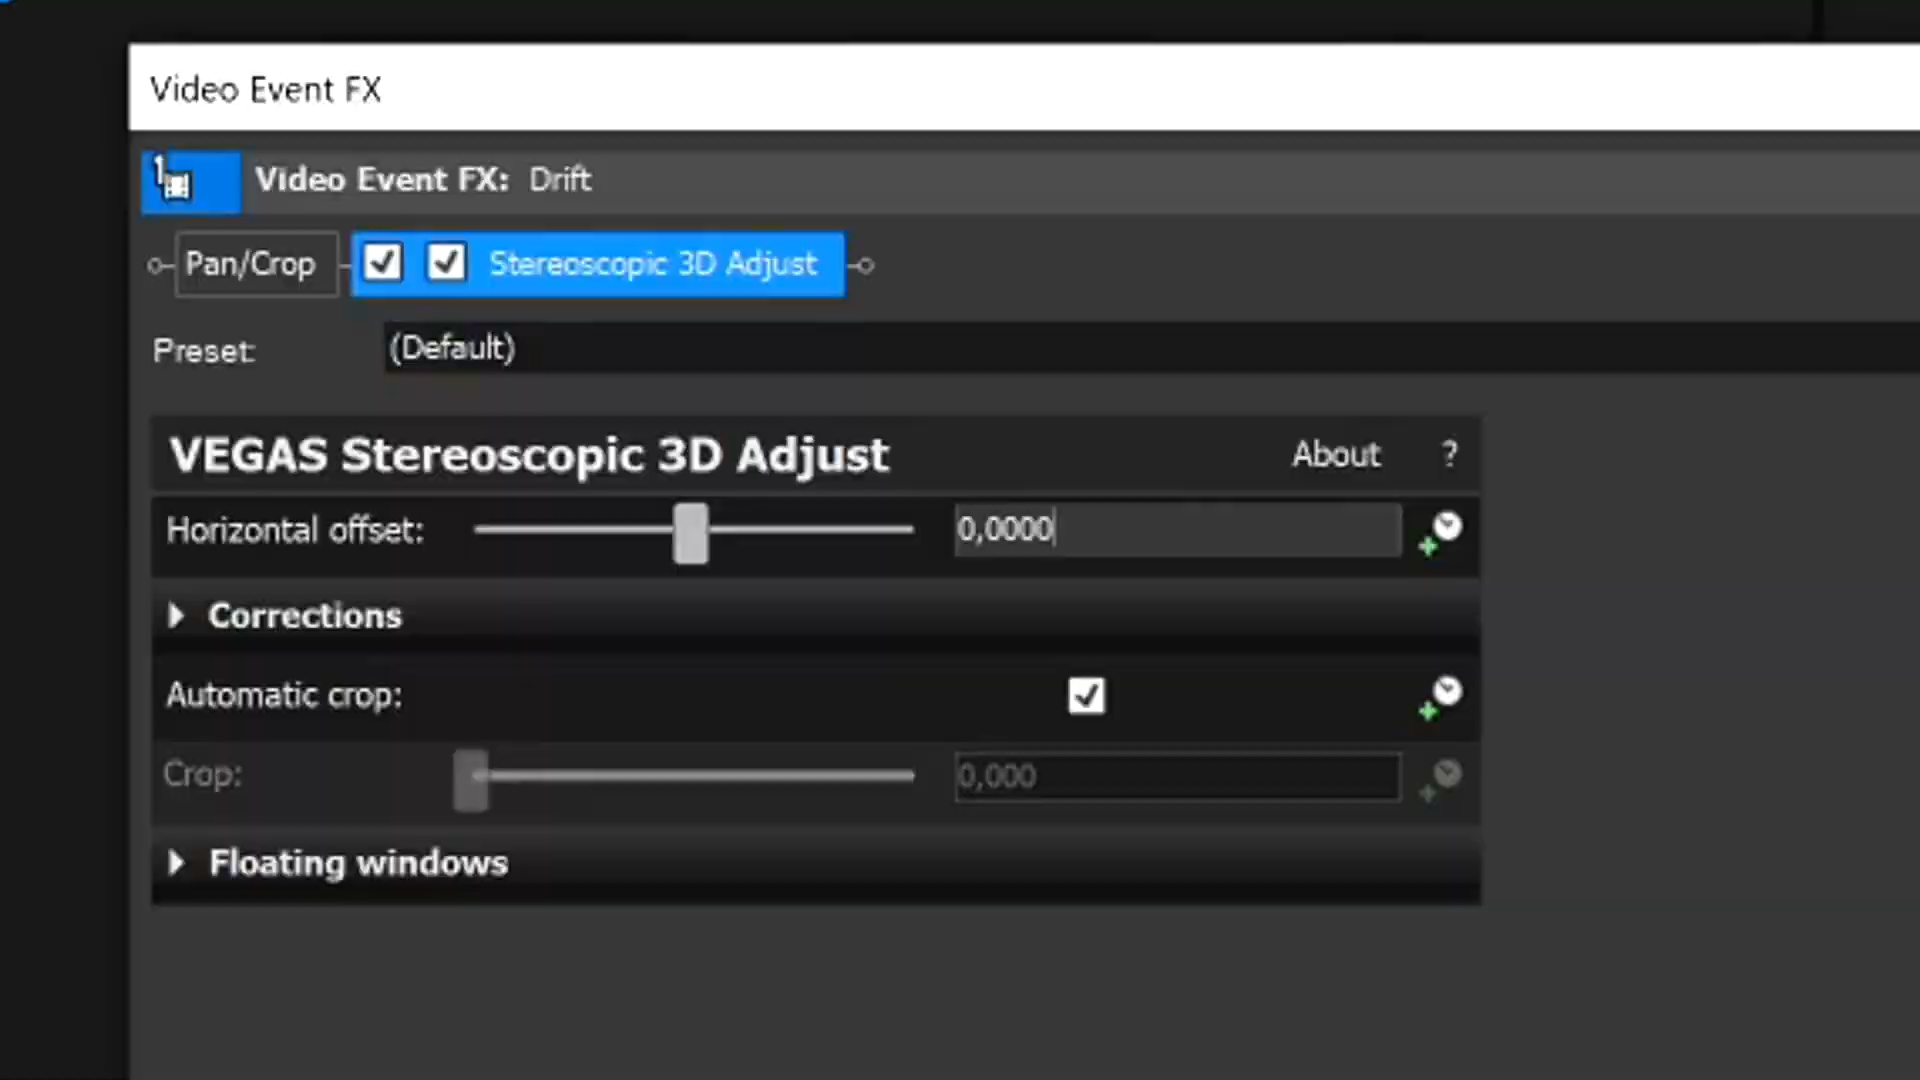 Video Event FX
1 Video Event FX: Drift
Pan/Crop Stereoscopic 3D Adjust
Preset: (Default)
VEGAS Stereoscopic 3D Adjust About ?
Horizontal offset: 0,0000
Corrections
Automatic crop:
Crop: 0,000
Floating windows